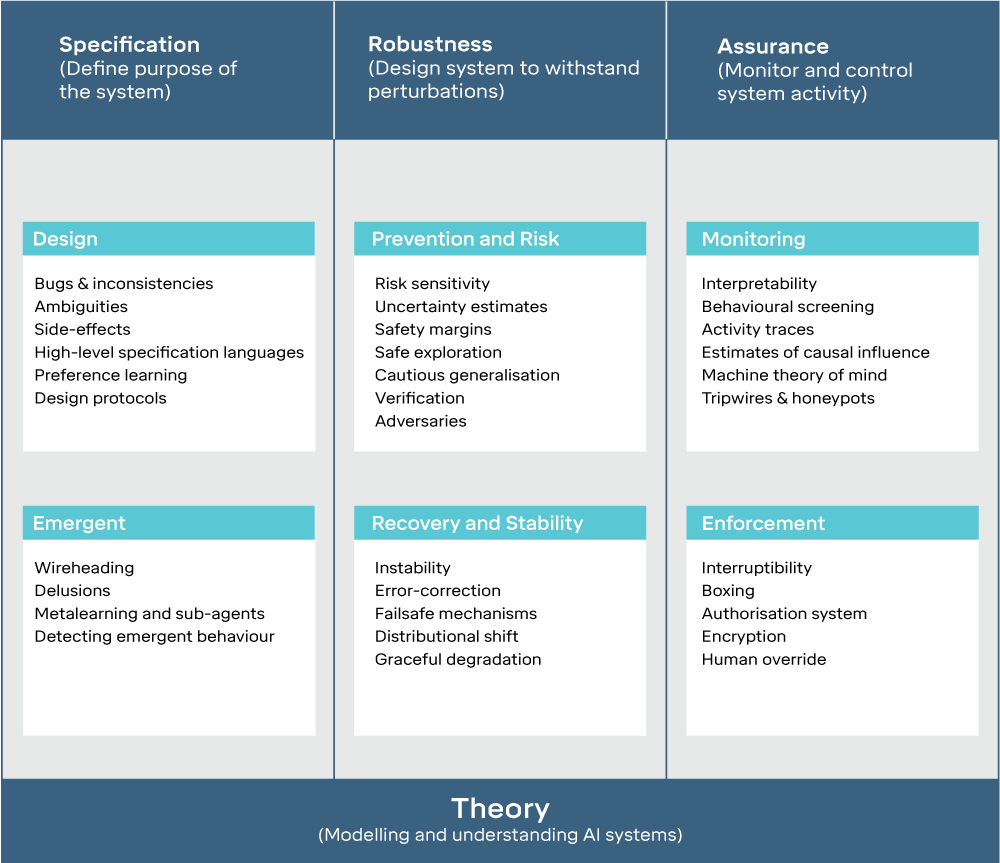 Specification
(Define purpose of
the system)
Robustness
(Design system to withstand
perturbations)
Assurance
(Monitor and control
system activity)
Design
Bugs & inconsistencies
Ambiguities
Side-effects
High-level specification languages
Preference learning
Design protocols
Prevention and Risk
Risk sensitivity
Uncertainty estimates
Safety margins
Safe exploration
Cautious generalisation
Verification
Adversaries
Monitoring
Interpretability
Behavioural screening
Activity traces
Estimates of causal influence
Machine theory of mind
Tripwires & honeypots
Emergent
Wireheading
Delusions
Metalearning and sub-agents
Detecting emergent behaviour
Recovery and Stability
Instability
Error-correction
Failsafe mechanisms
Distributional shift
Graceful degradation
Enforcement
Interruptibility
Boxing
Authorisation system
Encryption
Human override
Theory
(Modelling and understanding AI systems)